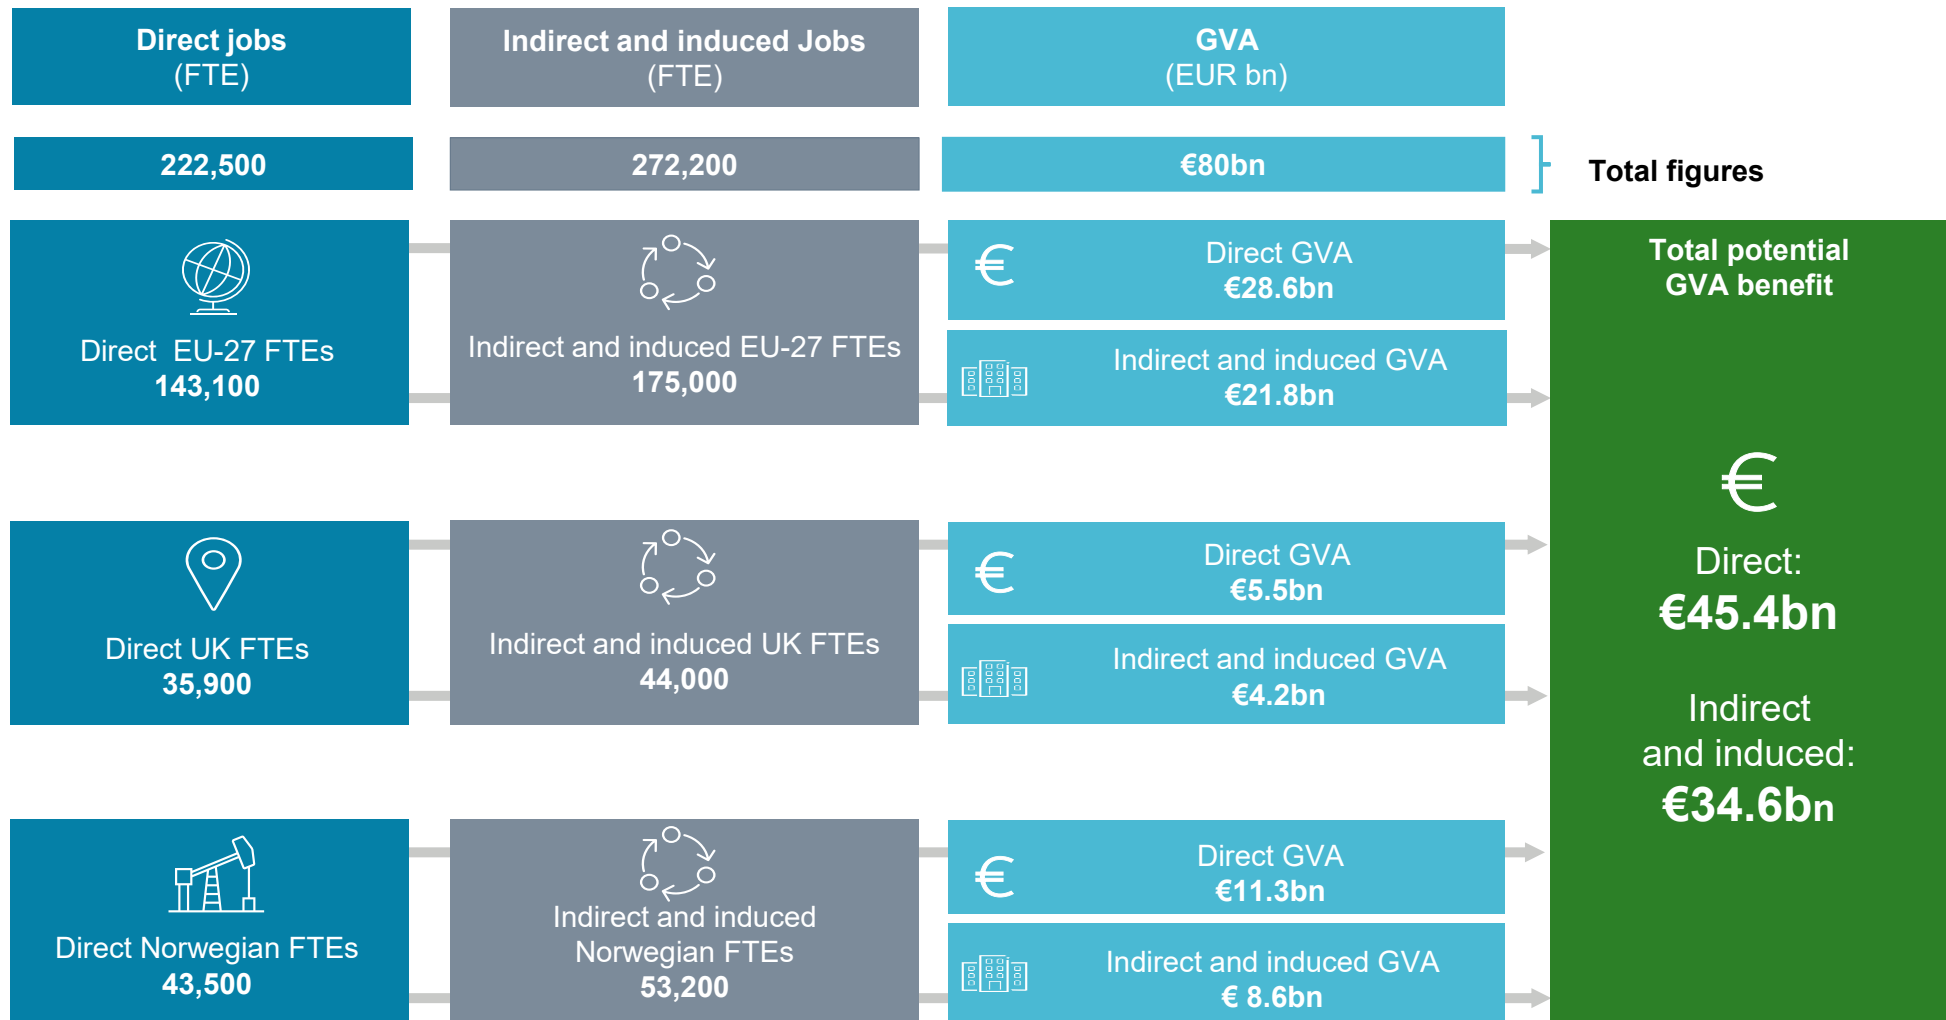 Direct jobs
(FTE)
Indirect and induced Jobs
(FTE)
GVA
(EUR bn)
222,500
272,200
€80bn
Total figures
Direct EU-27 FTEs
143,100
Indirect and induced EU-27 FTEs
175,000
€
Direct GVA
€28.6bn
Indirect and induced GVA
€21.8bn
Direct UK FTEs
35,900
Indirect and induced UK FTEs
44,000
€
Direct GVA
€5.5bn
Indirect and induced GVA
€4.2bn
Direct Norwegian FTEs
43,500
Indirect and induced
Norwegian FTEs
53,200
€
Direct GVA
€11.3bn
Indirect and induced GVA
€ 8.6bn
Total potential
GVA benefit
€
Direct:
€45.4bn
Indirect
and induced:
€34.6bn